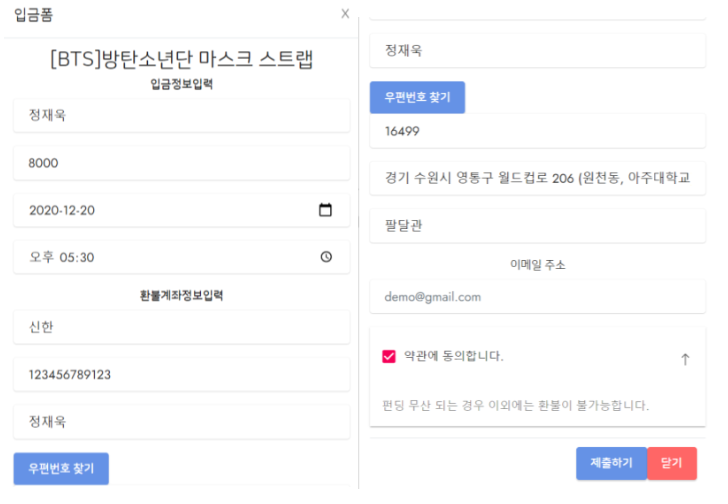 입금폼
X
[BTS]방탄소년단 마스크 스트랩
입금정보입력
정재욱
8000
2020-12-20
오후 05:30
환불계좌정보입력
신한
123456789123
정재욱
우편번호 찾기
정재욱
우편번호 찾기
16499
경기 수원시 영통구 월드컵로 206 (원천동, 아주대학교
팔달관
이메일 주소
demo@gmail.com
약관에 동의합니다.
펀딩 무산 되는 경우 이외에는 환불이 불가능합니다.
제출하기 닫기